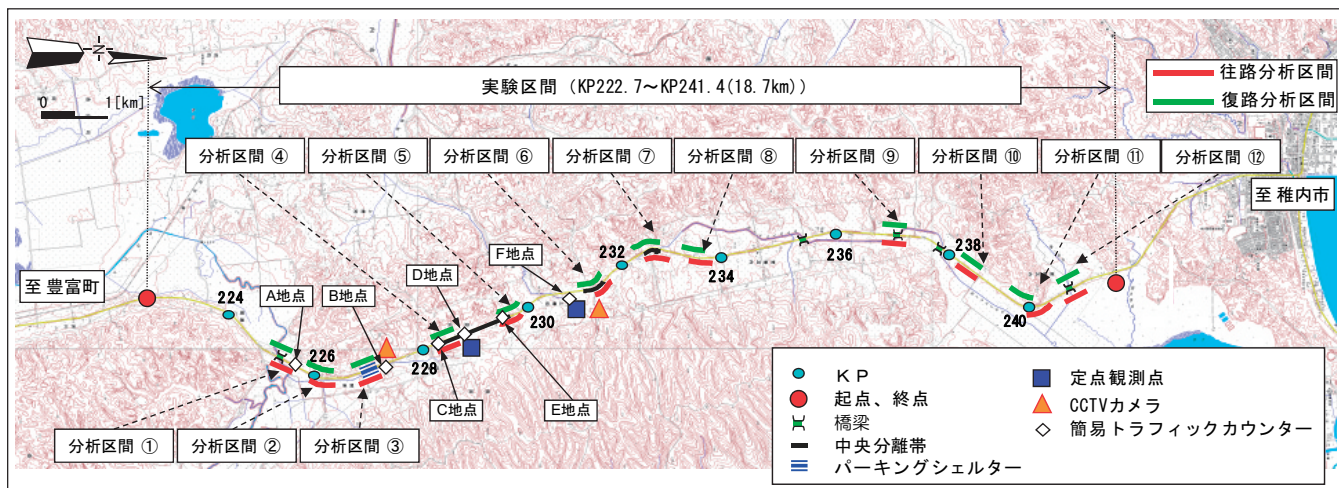 N
0 1[km]
実験区間 (KP222.7～KP241.4(18.7km))
往路分析区間
復路分析区間
分析区間 ④
分析区間 ⑤
分析区間 ⑥
分析区間 ⑦
分析区間 ⑧
分析区間 ⑨
分析区間 ⑩
分析区間 ⑪
分析区間 ⑫
至 稚内市
至 豊富町
224
A地点
B地点
226
228
D地点
C地点
E地点
230
F地点
232
234
236
238
240
分析区間 ①
分析区間 ②
分析区間 ③
KP
起点、終点
橋梁
中央分離帯
パーキングシェルター
定点観測点
CCTVカメラ
簡易トラフィックカウンター